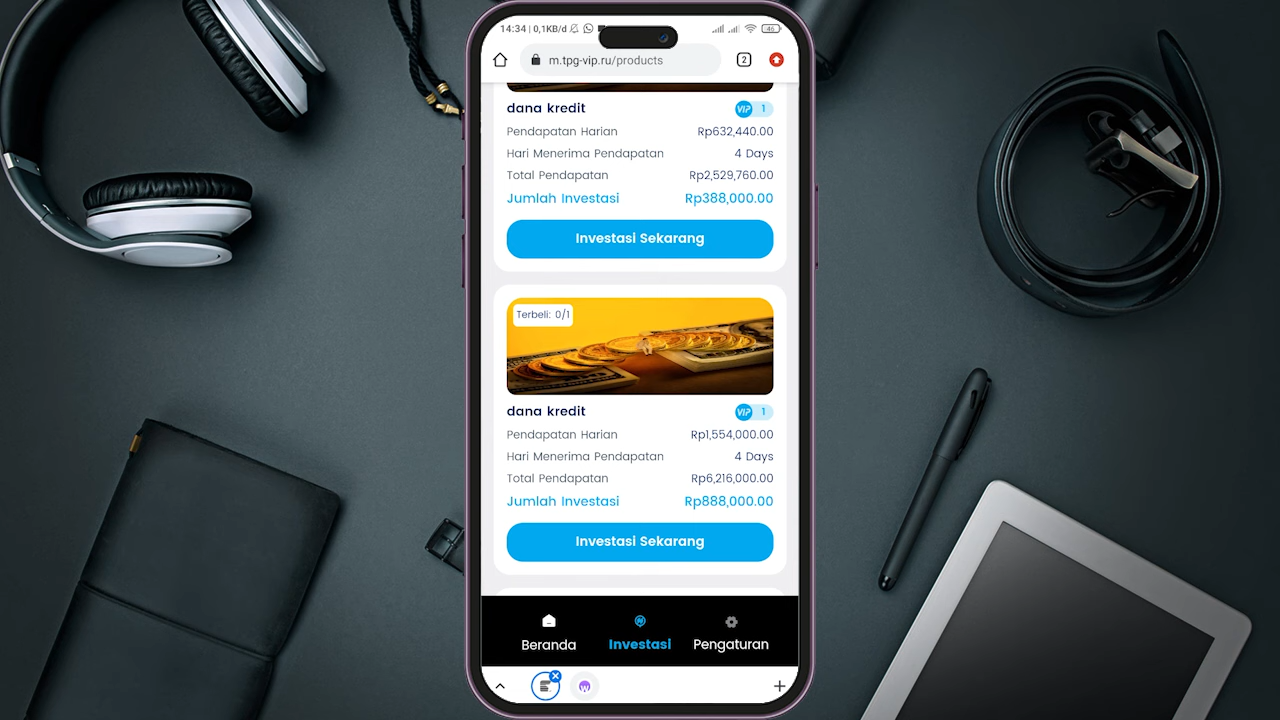 14:34 | 0,1KB/d
46
m.tpg-vip.ru/products
2
dana kredit
VIP 1
Pendapatan Harian Rp632,440.00
Hari Menerima Pendapatan 4 Days
Total Pendapatan Rp2,529,760.00
Jumlah Investasi Rp388,000.00
Investasi Sekarang
Terbeli: 0/1
dana kredit
VIP 1
Pendapatan Harian Rp1,554,000.00
Hari Menerima Pendapatan 4 Days
Total Pendapatan Rp6,216,000.00
Jumlah Investasi Rp888,000.00
Investasi Sekarang
Beranda Investasi Pengaturan